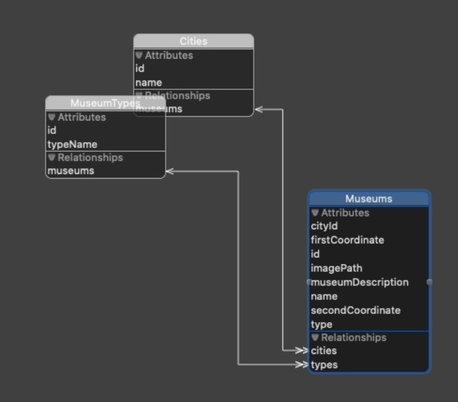 Cities
Attributes
id
name
Relationships
museums
MuseumTypes
Attributes
id
typeName
Relationships
museums
Museums
Attributes
cityId
firstCoordinate
id
imagePath
museumDescription
name
secondCoordinate
type
Relationships
cities
types